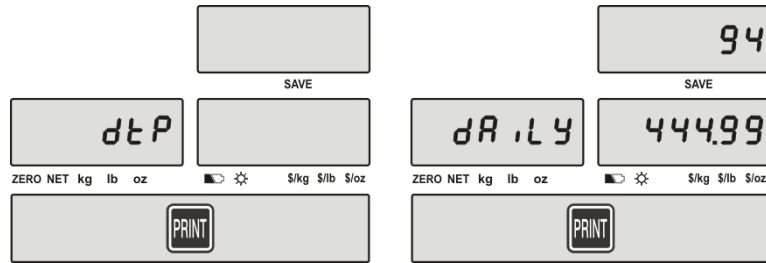 94
SAVE SAVE
dtP dAiLY 444.99
ZERO NET kg lb oz $/kg $/lb $/oz ZERO NET kg lb oz $/kg $/lb $/oz
PRINT PRINT